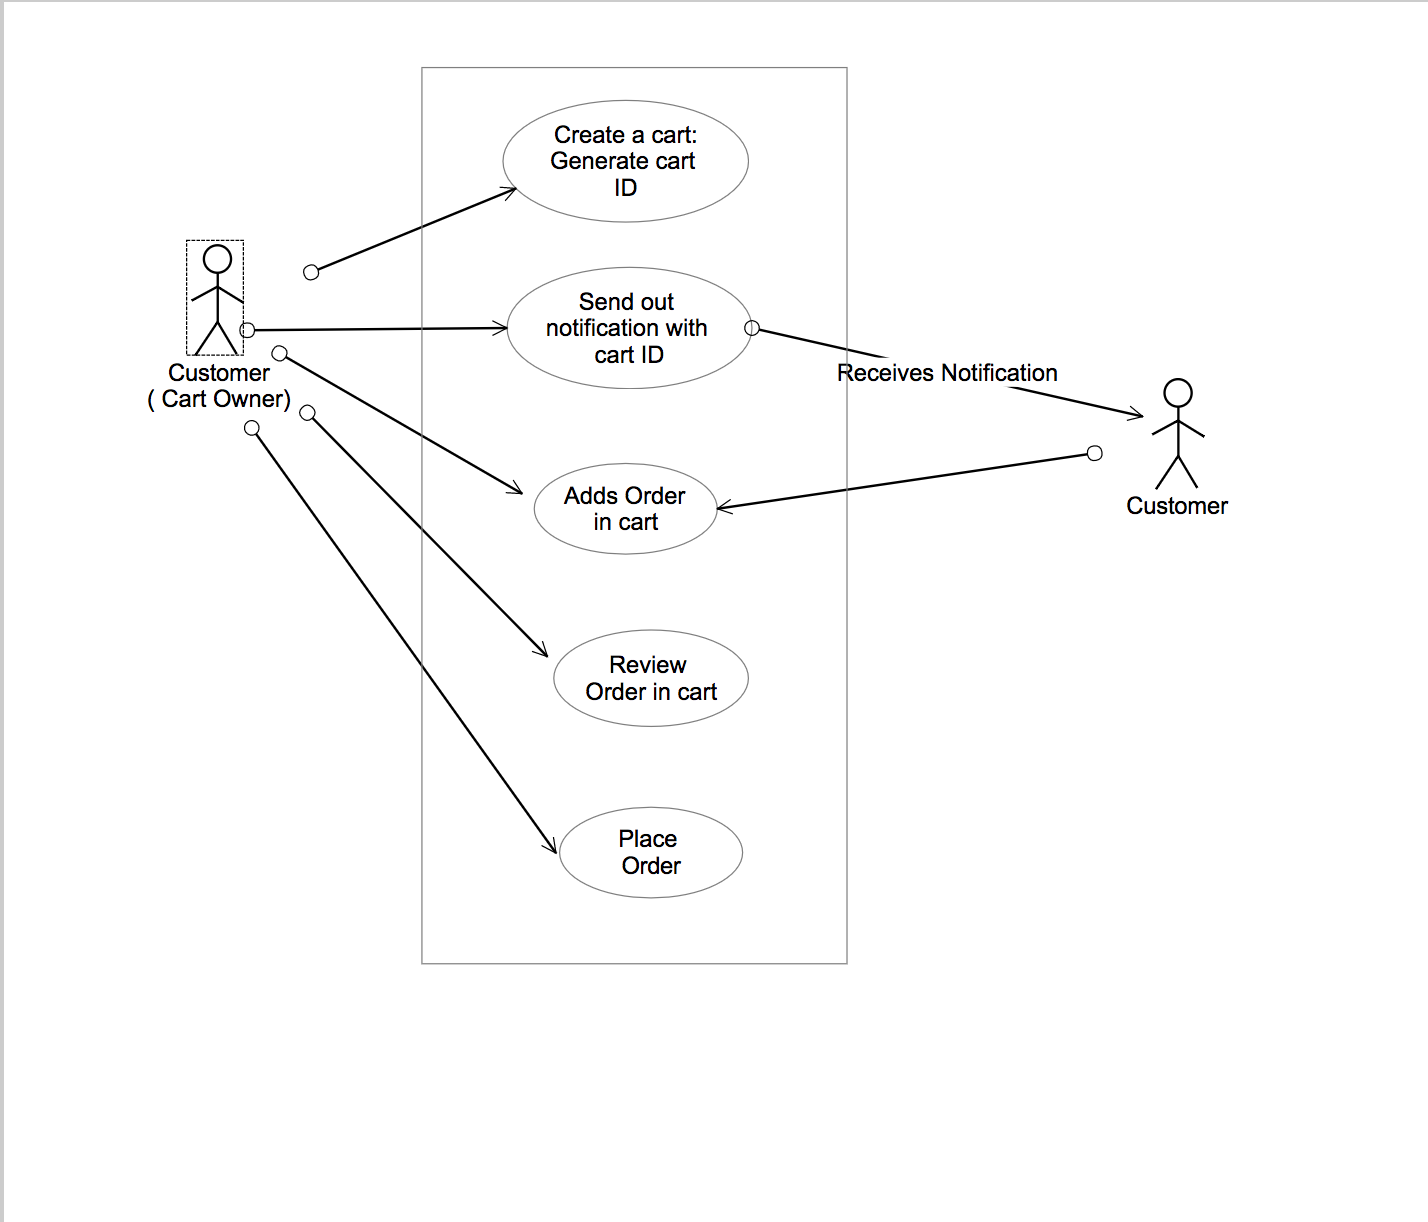 Create a cart:
Generate cart
ID
Send out
notification with
cart ID
Customer
( Cart Owner)
Receives Notification
Adds Order
in cart
Customer
Review
Order in cart
Place
Order